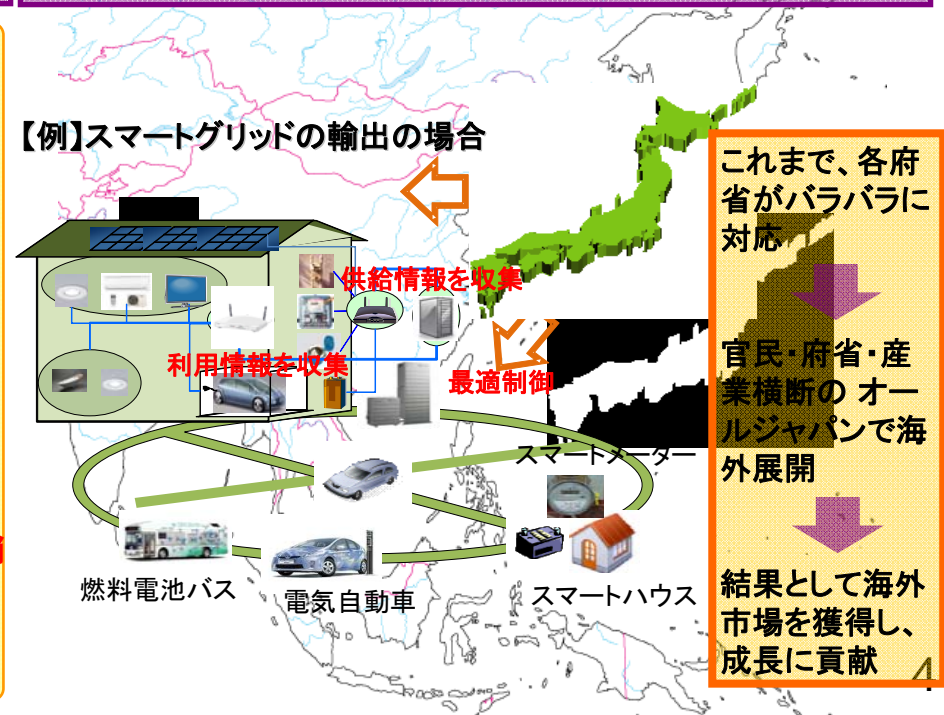 【例】スマートグリッドの輸出の場合
供給情報を収集
利用情報を収集
最適制御
スマートメーター
燃料電池バス
電気自動車
スマートハウス
これまで、各府
省がバラバラに
対応
官民・府省・産
業横断の オー
ルジャパンで海
外展開
結果として海外
市場を獲得し、
成長に貢献
4